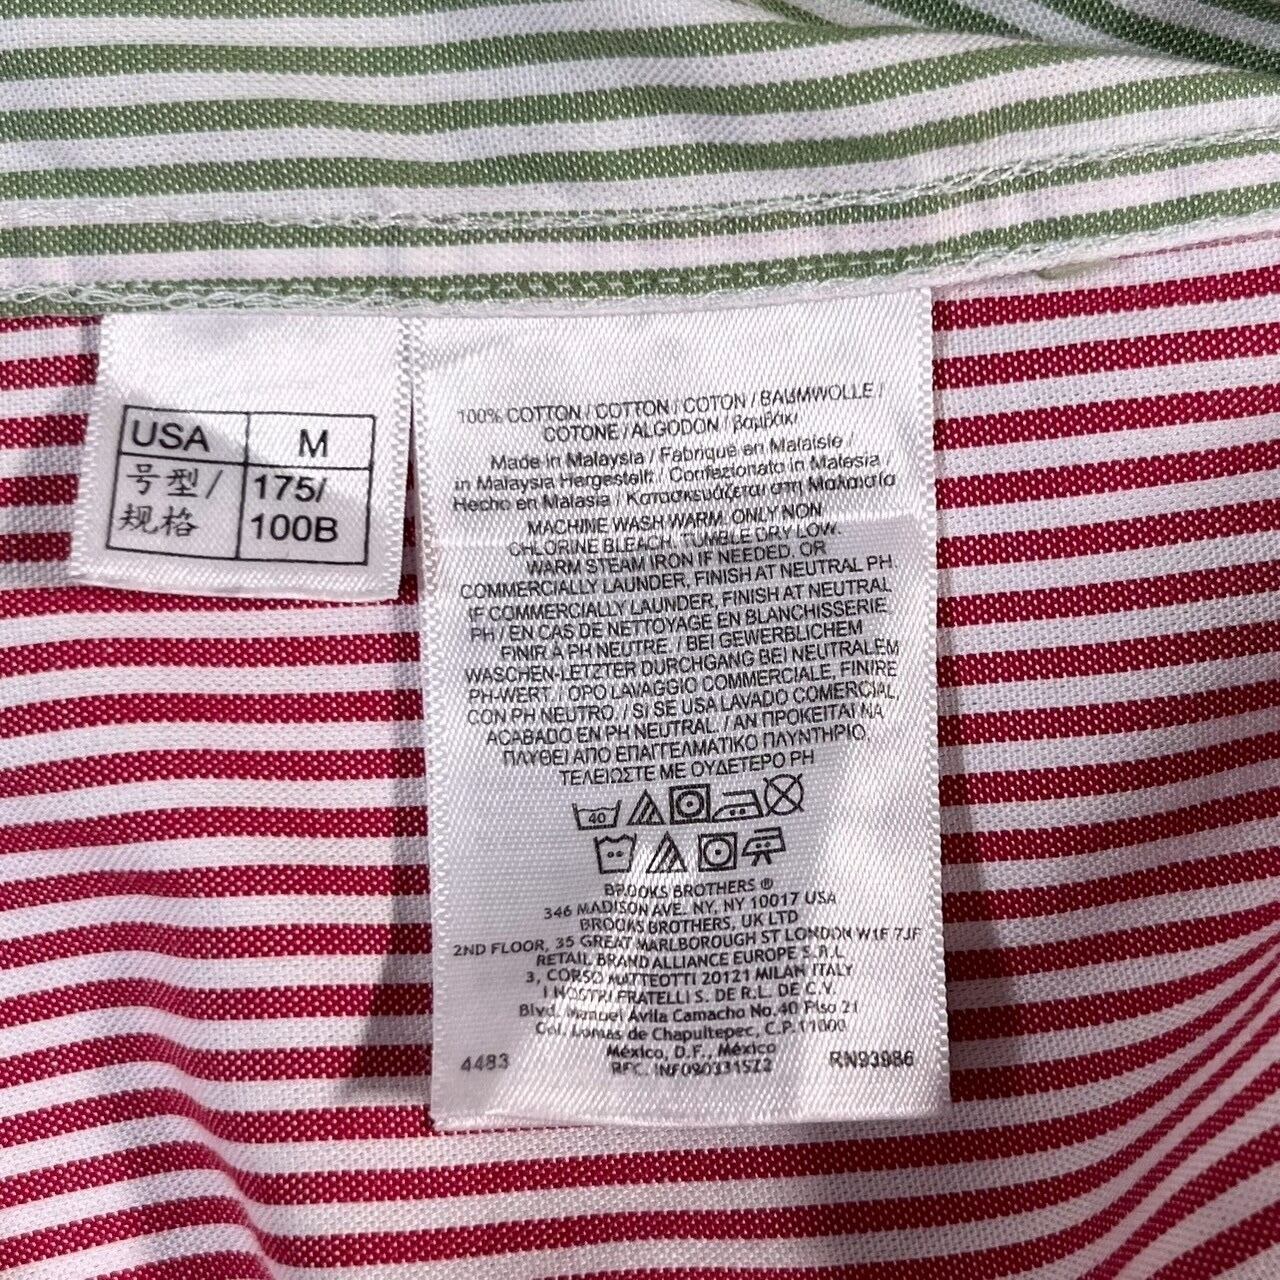 USA M
号型/ 175/
规格 100B
100% COTTON / COTTON / COTON / BAUMWOLLE /
COTONE / ALGODON / βαμβάκι
Made in Malaysia / Fabriqué en Malaisie /
in Malaysia Hergestellt / Confezionato in Malesia
Hecho en Malasia / Κατασκευάζεται στη Μαλαισία
MACHINE WASH WARM. ONLY NON
CHLORINE BLEACH. TUMBLE DRY LOW.
WARM STEAM IRON IF NEEDED. OR
COMMERCIALLY LAUNDER, FINISH AT NEUTRAL PH
IF COMMERCIALLY LAUNDER, FINISH AT NEUTRAL
PH / EN CAS DE NETTOYAGE EN BLANCHISSERIE
FINIR À PH NEUTRE. / BEI GEWERBLICHEM
WASCHEN-LETZTER DURCHGANG BEI NEUTRALEM
PH-WERT. / OPO LAVAGGIO COMMERCIALE, FINIRE
CON PH NEUTRO. / SI SE USA LAVADO COMERCIAL,
ACABADO EN PH NEUTRAL. / ΑΝ ΠΡΟΚΕΙΤΑΙ ΝΑ
ΠΛΥΘΕΙ ΑΠΟ ΕΠΑΓΓΕΛΜΑΤΙΚΟ ΠΛΥΝΤΗΡΙΟ,
ΤΕΛΕΙΩΣΤΕ ΜΕ ΟΥΔΕΤΕΡΟ PH
40
BROOKS BROTHERS ®
346 MADISON AVE. NY, NY 10017 USA
BROOKS BROTHERS, UK LTD
2ND FLOOR, 35 GREAT MARLBOROUGH ST LONDON W1F 7JF
RETAIL BRAND ALLIANCE EUROPE S.R.L
3, CORSO MATTEOTTI 20121 MILAN ITALY
I NOSTRI FRATELLI S. DE R.L. DE C.V.
Blvd. Manuel Ávila Camacho No.40 Piso 21
Col. Lomas de Chapultepec, C.P.11000
México, D.F., México
4483 RFC. INF090331SZ2 RN93986